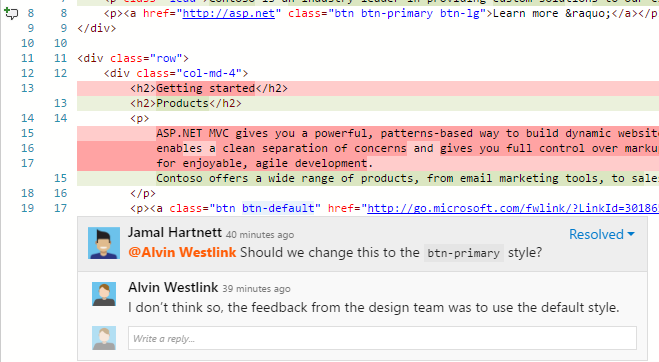 8 8 <p><a href="http://asp.net" class="btn btn-primary btn-lg">Learn more &raquo;</a></p
9 9 </div>
10 10
11 11 <div class="row">
12 12 <div class="col-md-4">
13 <h2>Getting started</h2>
13 <h2>Products</h2>
14 14 <p>
15 ASP.NET MVC gives you a powerful, patterns-based way to build dynamic website
16 enables a clean separation of concerns and gives you full control over marku
17 for enjoyable, agile development.
15 Contoso offers a wide range of products, from email marketing tools, to sale
18 16 </p>
19 17 <p><a class="btn btn-default" href="http://go.microsoft.com/fwlink/?LinkId=30186
Jamal Hartnett 40 minutes ago Resolved
@Alvin Westlink Should we change this to the btn-primary style?
Alvin Westlink 39 minutes ago
I don't think so, the feedback from the design team was to use the default style.
Write a reply...